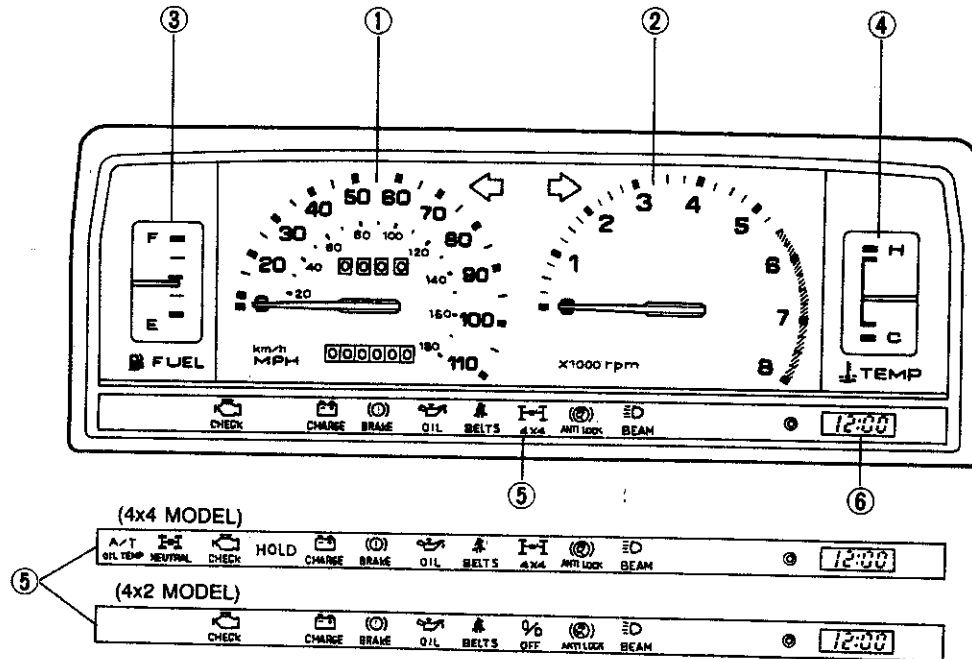 ③ ① ② ④
50 60
40 70
30 80
20 90
100
110
20 40 60 80 100 120 140 160 180
0000
km/h
MPH
000000
1 2 3 4 5 6 7 8
X1000 rpm
F
E
FUEL
H
C
TEMP
CHECK CHARGE BRAKE OIL BELTS 4X4 ANTI LOCK BEAM 12:00
⑤ ⑥
(4x4 MODEL)
A/T OIL TEMP NEUTRAL CHECK HOLD CHARGE BRAKE OIL BELTS 4X4 ANTI LOCK BEAM 12:00
⑤
(4x2 MODEL)
CHECK CHARGE BRAKE OIL BELTS O/D OFF ANTI LOCK BEAM 12:00